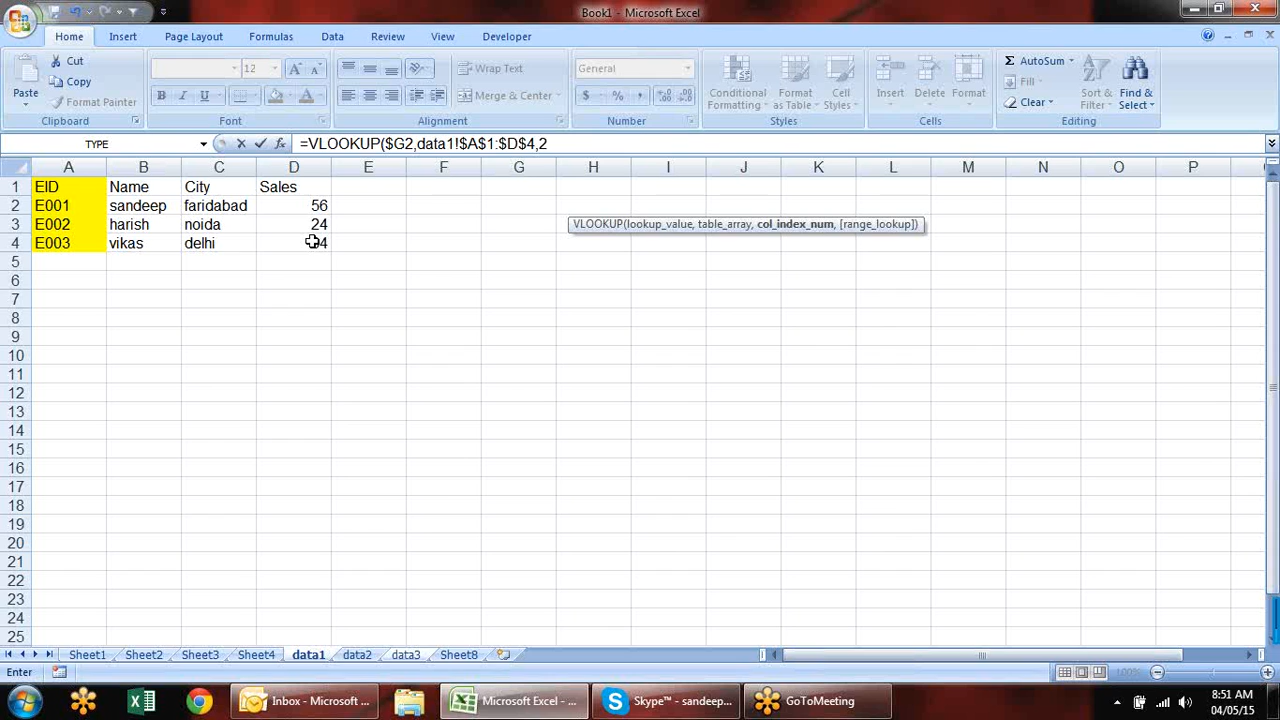 Book1 - Microsoft Excel
Home Insert Page Layout Formulas Data Review View Developer
Cut
Copy
Format Painter
Paste
Clipboard
12
B I U
Font
Wrap Text
Merge & Center
Alignment
General
$ % ,
Number
Conditional Formatting
Format as Table
Cell Styles
Styles
Insert Delete Format
Cells
AutoSum
Fill
Clear
Sort & Filter
Find & Select
Editing
TYPE
=VLOOKUP($G2,data1!$A$1:$D$4,2
A B C D E F G H I J K L M N O P
1 EID Name City Sales
2 E001 sandeep faridabad 56
3 E002 harish noida 24
VLOOKUP(lookup_value, table_array, col_index_num, [range_lookup])
4 E003 vikas delhi
5
6
7
8
9
10
11
12
13
14
15
16
17
18
19
20
21
22
23
24
25
Sheet1 Sheet2 Sheet3 Sheet4 data1 data2 data3 Sheet8
Enter
100%
Inbox - Microsoft ...
Microsoft Excel - ...
Skype™ - sandeep...
GoToMeeting
8:51 AM
04/05/15